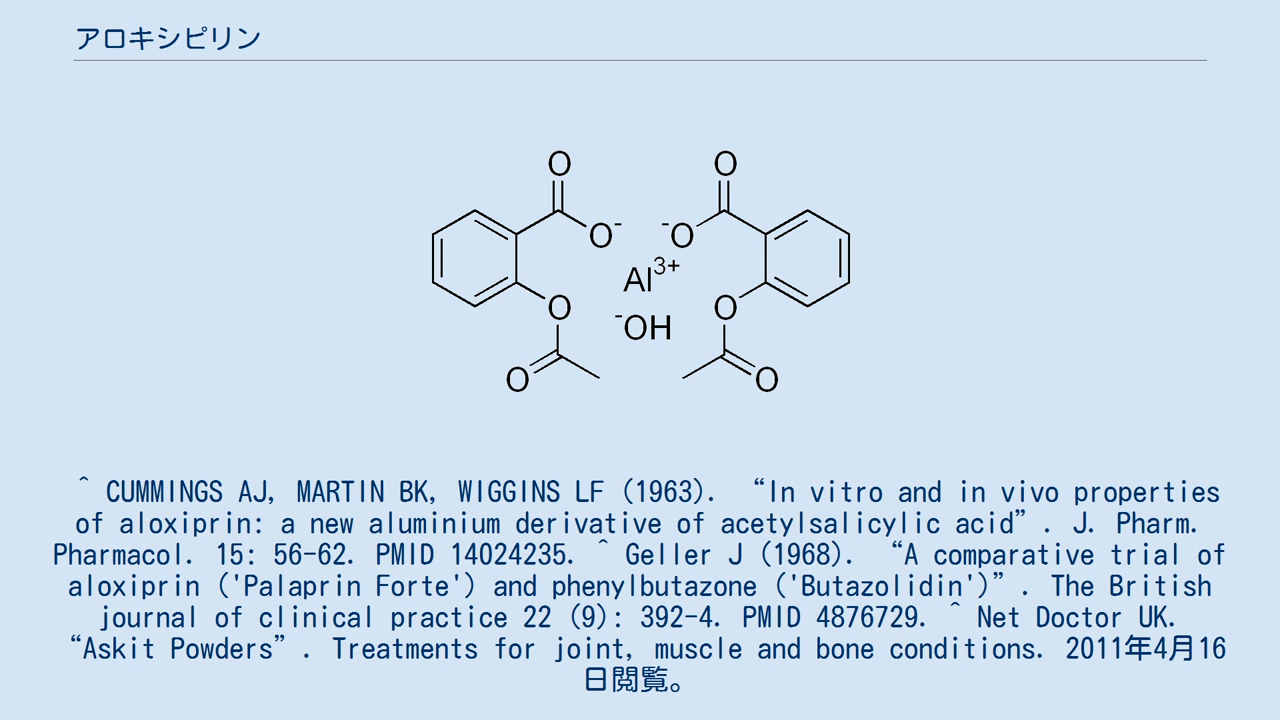 アロキシピリン
O O
O⁻ ⁻O
Al³⁺
O O
⁻OH
O O
^ CUMMINGS AJ, MARTIN BK, WIGGINS LF (1963). “In vitro and in vivo properties
of aloxiprin: a new aluminium derivative of acetylsalicylic acid”. J. Pharm.
Pharmacol. 15: 56-62. PMID 14024235. ^ Geller J (1968). “A comparative trial of
aloxiprin ('Palaprin Forte') and phenylbutazone ('Butazolidin')”. The British
journal of clinical practice 22 (9): 392-4. PMID 4876729. ^ Net Doctor UK.
“Askit Powders”. Treatments for joint, muscle and bone conditions. 2011年4月16
日閲覧。